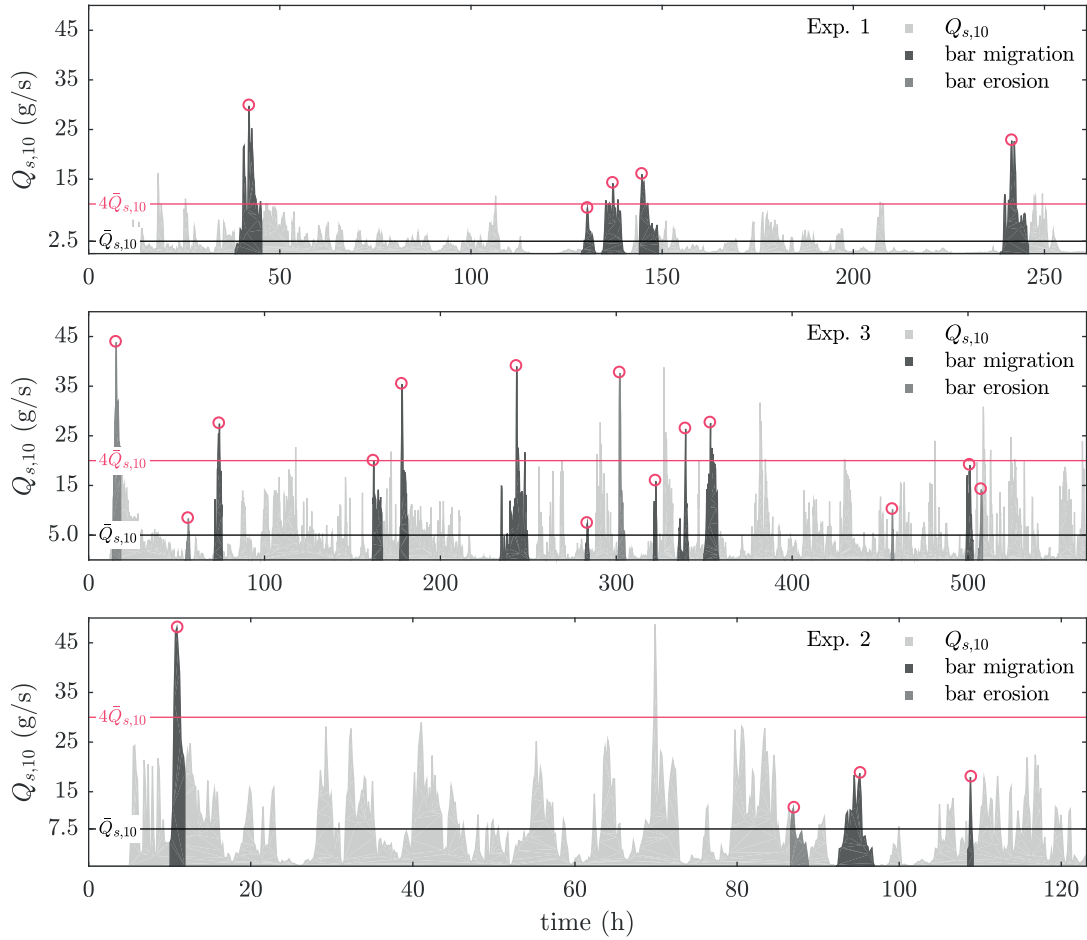 Exp. 1
Q_{s,10}
bar migration
bar erosion
Q_{s,10} (g/s)
45
35
25
15
2.5
4Q̄_{s,10}
Q̄_{s,10}
0 50 100 150 200 250
Exp. 3
Q_{s,10}
bar migration
bar erosion
Q_{s,10} (g/s)
45
35
25
15
5.0
4Q̄_{s,10}
Q̄_{s,10}
0 100 200 300 400 500
Exp. 2
Q_{s,10}
bar migration
bar erosion
Q_{s,10} (g/s)
45
35
25
15
7.5
4Q̄_{s,10}
Q̄_{s,10}
0 20 40 60 80 100 120
time (h)